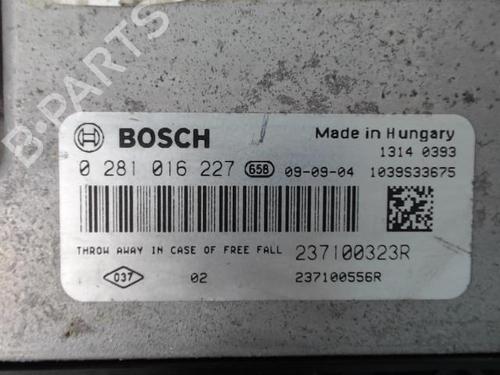 BOSCH
Made in Hungary
1314 0393
0 281 016 227 658 09-09-04 1039S33675
THROW AWAY IN CASE OF FREE FALL 237100323R
037 02 237100556R
B-PARTS